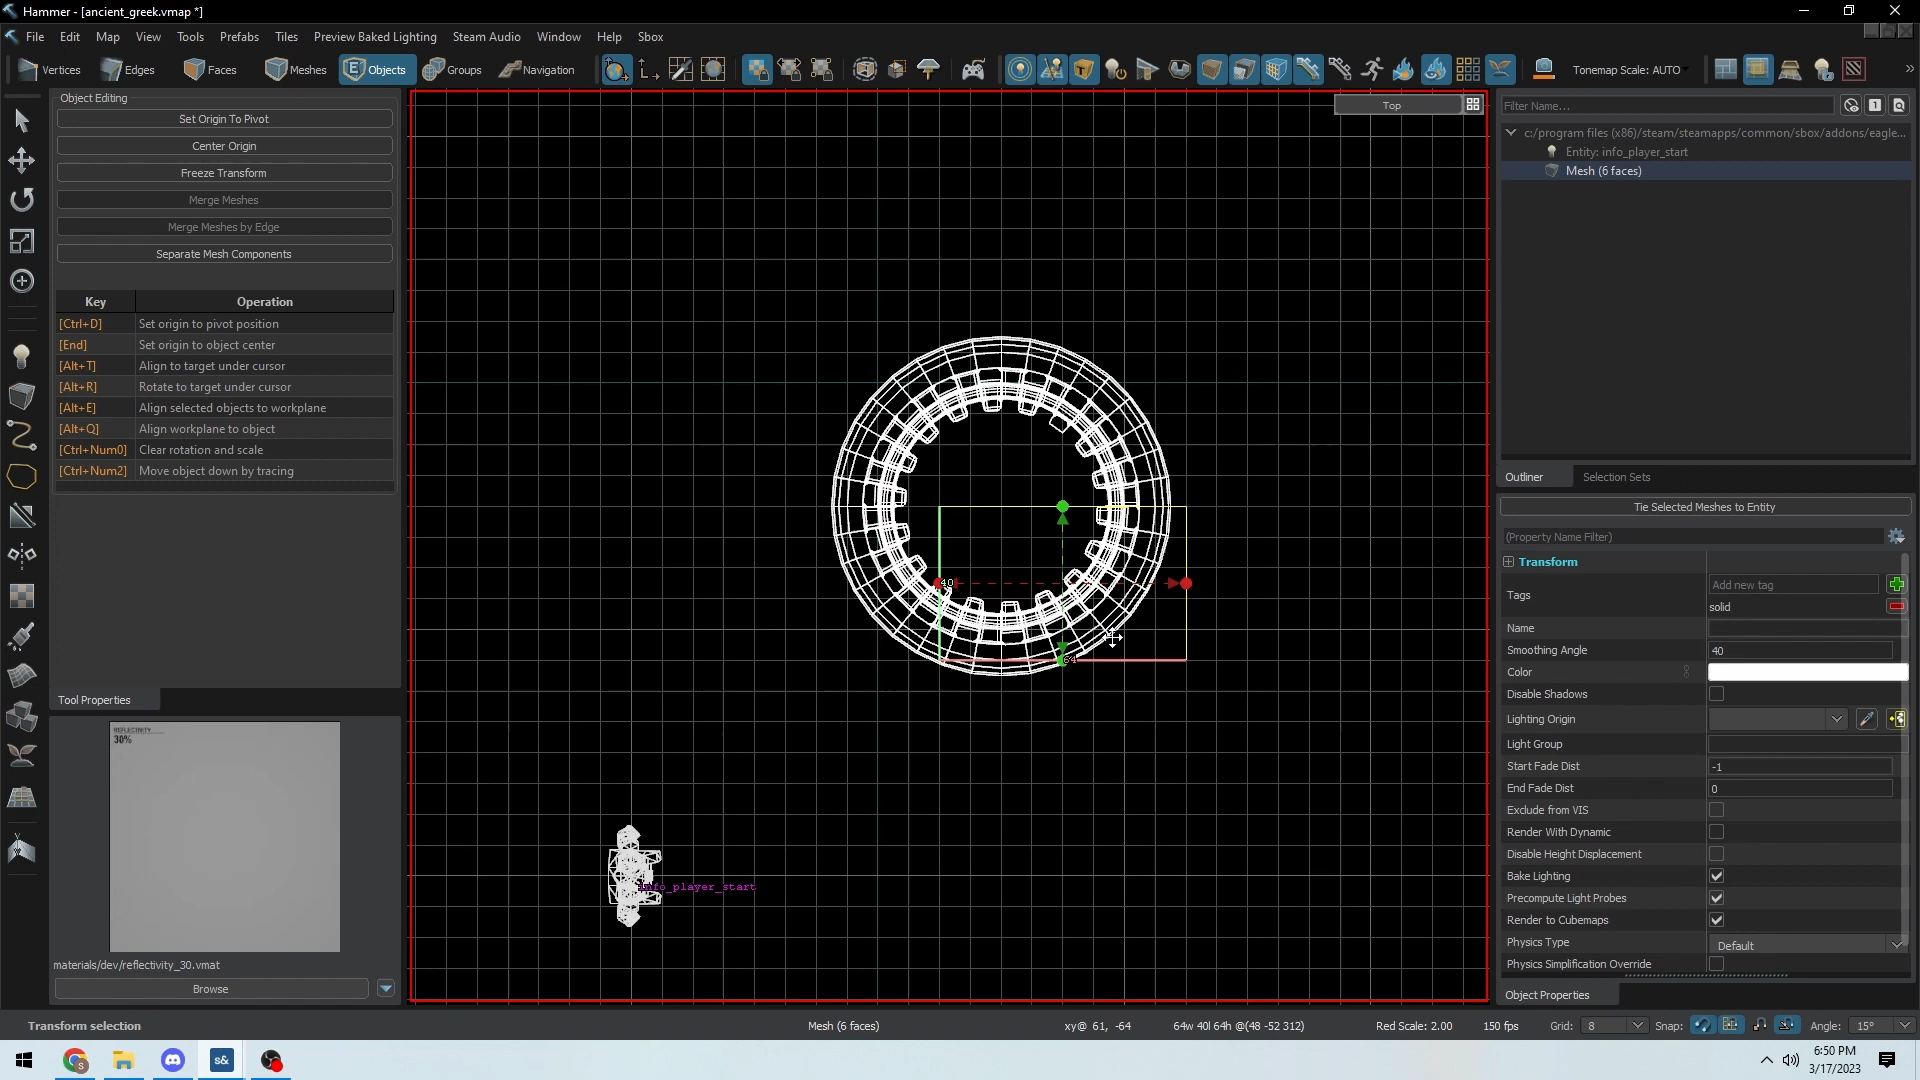 Hammer - [ancient_greek.vmap *]
File Edit Map View Tools Prefabs Tiles Preview Baked Lighting Steam Audio Window Help Sbox
Vertices Edges Faces Meshes Objects Groups Navigation Tonemap Scale: AUTO
Object Editing
Set Origin To Pivot
Center Origin
Freeze Transform
Merge Meshes
Merge Meshes by Edge
Separate Mesh Components
Key Operation
[Ctrl+D] Set origin to pivot position
[End] Set origin to object center
[Alt+T] Align to target under cursor
[Alt+R] Rotate to target under cursor
[Alt+E] Align selected objects to workplane
[Alt+Q] Align workplane to object
[Ctrl+Num0] Clear rotation and scale
[Ctrl+Num2] Move object down by tracing
Tool Properties
REFLECTIVITY
30%
materials/dev/reflectivity_30.vmat
Browse
Top
40
64
info_player_start
Filter Name...
c:/program files (x86)/steam/steamapps/common/sbox/addons/eagle...
Entity: info_player_start
Mesh (6 faces)
Outliner Selection Sets
Tie Selected Meshes to Entity
(Property Name Filter)
Transform
Tags Add new tag
solid
Name
Smoothing Angle 40
Color
Disable Shadows
Lighting Origin
Light Group
Start Fade Dist -1
End Fade Dist 0
Exclude from VIS
Render With Dynamic
Disable Height Displacement
Bake Lighting
Precompute Light Probes
Render to Cubemaps
Physics Type Default
Physics Simplification Override
Object Properties
Transform selection Mesh (6 faces) xy@ 61, -64 64w 40l 64h @(48 -52 312) Red Scale: 2.00 150 fps Grid: 8 Snap: Angle: 15°
s&
6:50 PM
3/17/2023